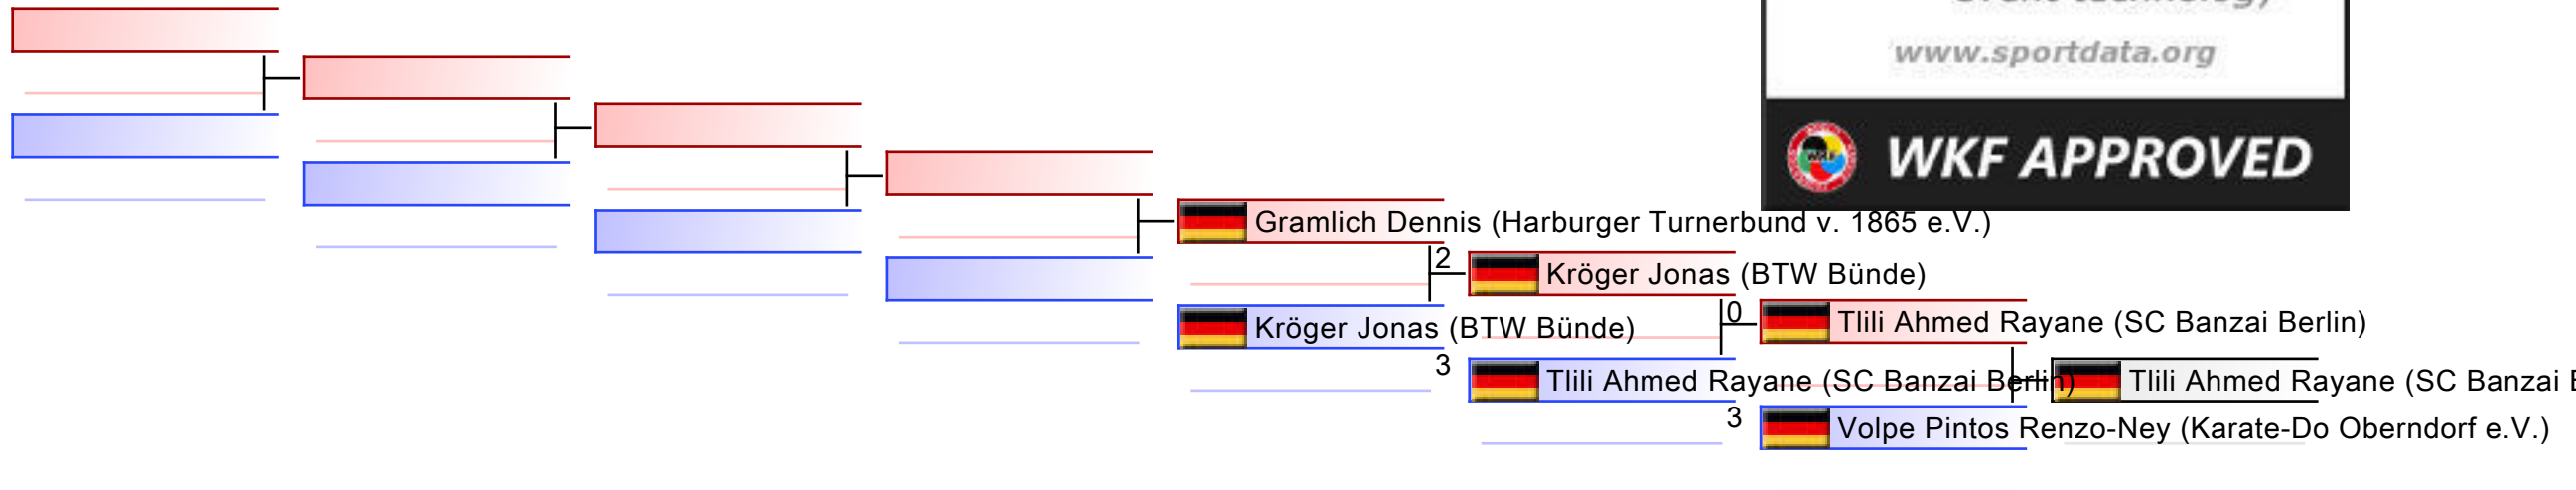 www.sportdata.org
WKF APPROVED
Gramlich Dennis (Harburger Turnerbund v. 1865 e.V.)
2
Kröger Jonas (BTW Bünde)
0
Tlili Ahmed Rayane (SC Banzai Berlin)
Kröger Jonas (BTW Bünde)
3
Tlili Ahmed Rayane (SC Banzai Berlin)
Tlili Ahmed Rayane (SC Banzai
3
Volpe Pintos Renzo-Ney (Karate-Do Oberndorf e.V.)